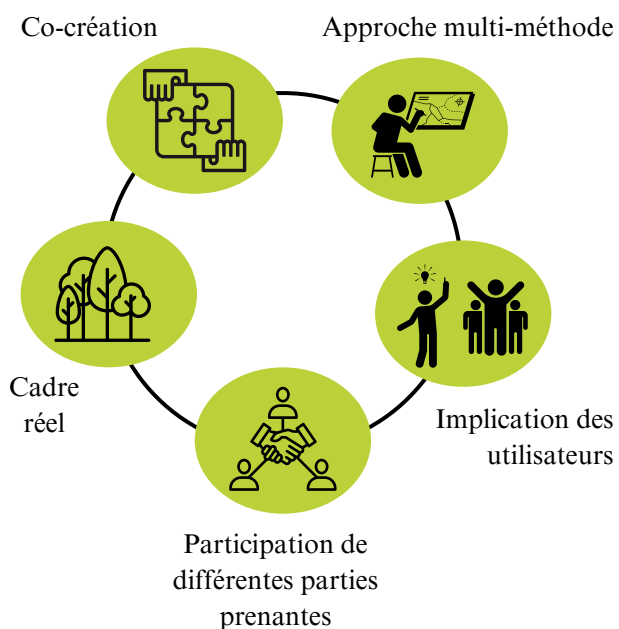 Co-création
Approche multi-méthode
Cadre
réel
Implication des
utilisateurs
Participation de
différentes parties
prenantes